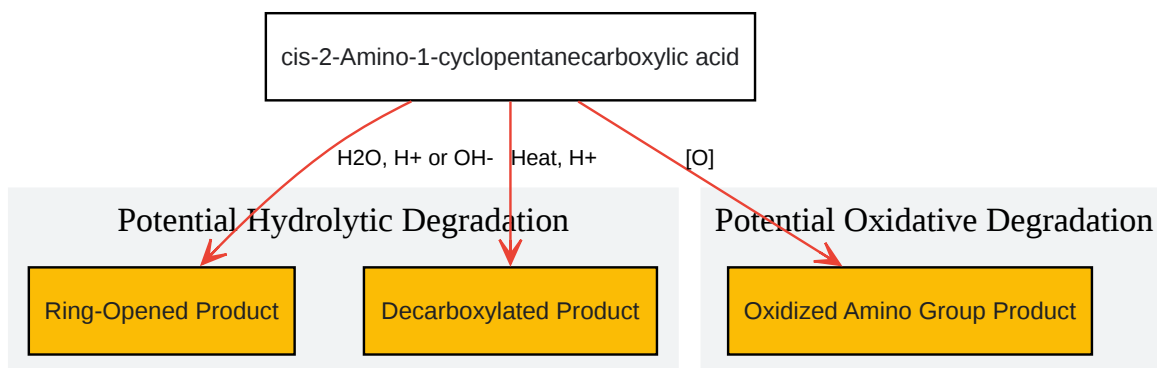 cis-2-Amino-1-cyclopentanecarboxylic acid
H2O, H+ or OH-
Heat, H+
[O]
Potential Hydrolytic Degradation
Potential Oxidative Degradation
Ring-Opened Product
Decarboxylated Product
Oxidized Amino Group Product